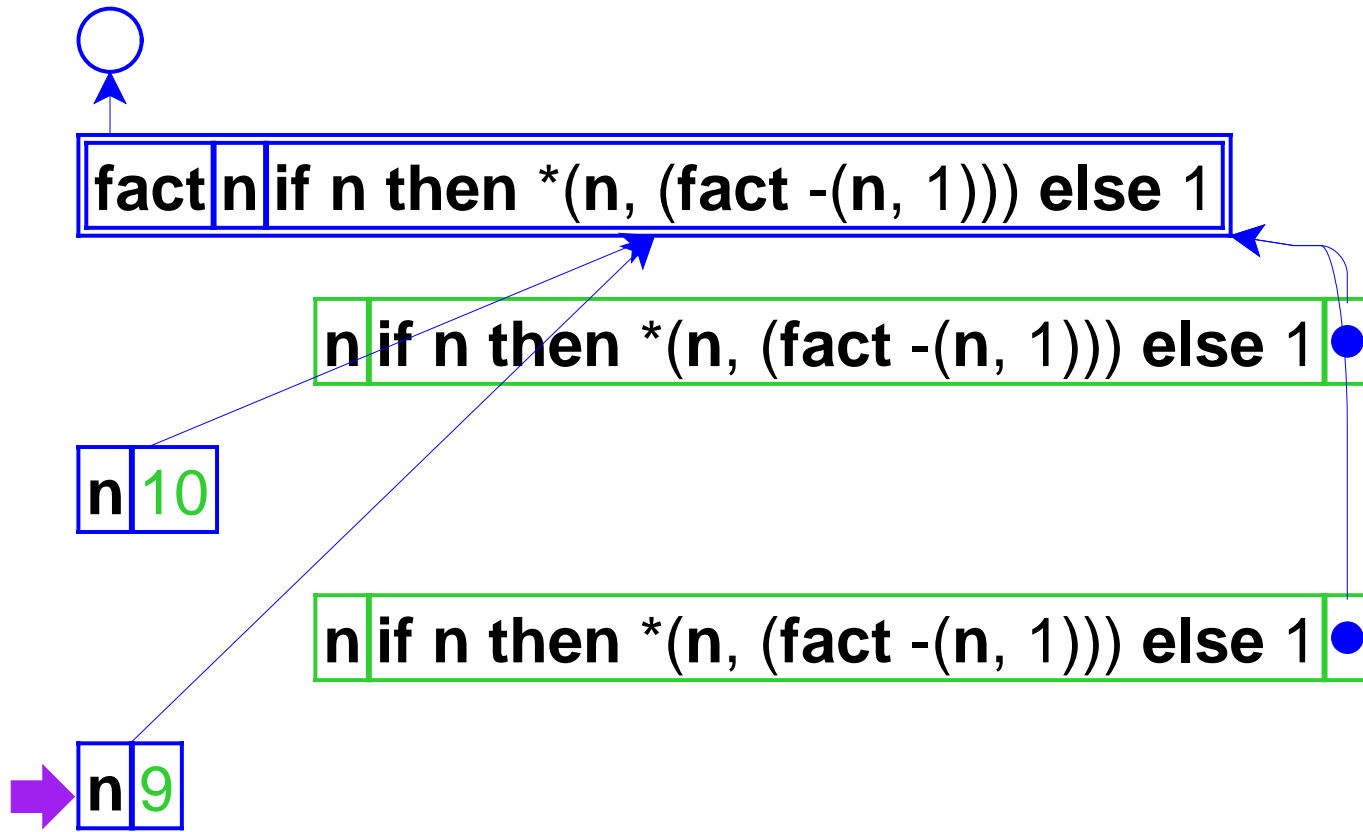 fact n if n then *(n, (fact -(n, 1))) else 1
n if n then *(n, (fact -(n, 1))) else 1
n 10
n if n then *(n, (fact -(n, 1))) else 1
n 9